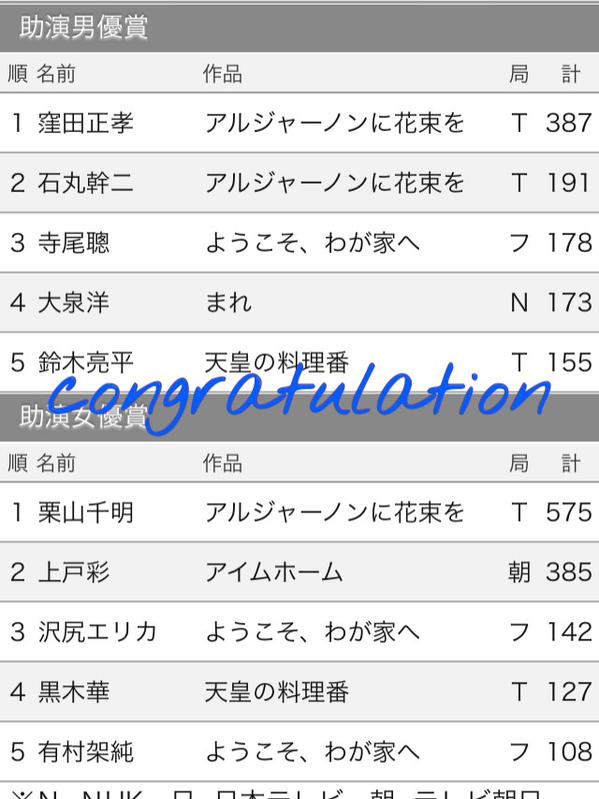 助演男優賞
順 名前 作品 局 計
1 窪田正孝 アルジャーノンに花束を T 387
2 石丸幹二 アルジャーノンに花束を T 191
3 寺尾聰 ようこそ、わが家へ フ 178
4 大泉洋 まれ N 173
5 鈴木亮平 天皇の料理番 T 155
congratulation
助演女優賞
順 名前 作品 局 計
1 栗山千明 アルジャーノンに花束を T 575
2 上戸彩 アイムホーム 朝 385
3 沢尻エリカ ようこそ、わが家へ フ 142
4 黒木華 天皇の料理番 T 127
5 有村架純 ようこそ、わが家へ フ 108